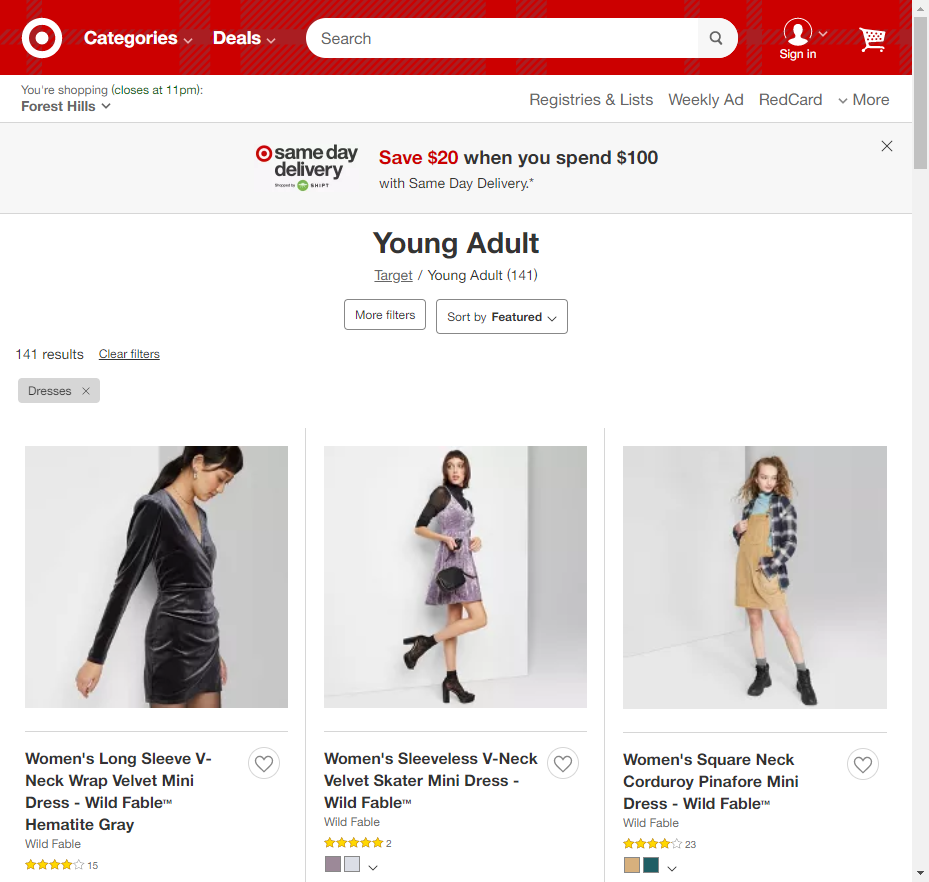 Categories
Deals
Search
Sign in
You're shopping (closes at 11pm):
Forest Hills
Registries & Lists
Weekly Ad
RedCard
More
same day
delivery
Shopped by SHIPT
Save $20 when you spend $100
with Same Day Delivery.*
Young Adult
Target / Young Adult (141)
More filters
Sort by Featured
141 results
Clear filters
Dresses
Women's Long Sleeve V-
Neck Wrap Velvet Mini
Dress - Wild Fable™
Hematite Gray
Wild Fable
15
Women's Sleeveless V-Neck
Velvet Skater Mini Dress -
Wild Fable™
Wild Fable
2
Women's Square Neck
Corduroy Pinafore Mini
Dress - Wild Fable™
Wild Fable
23